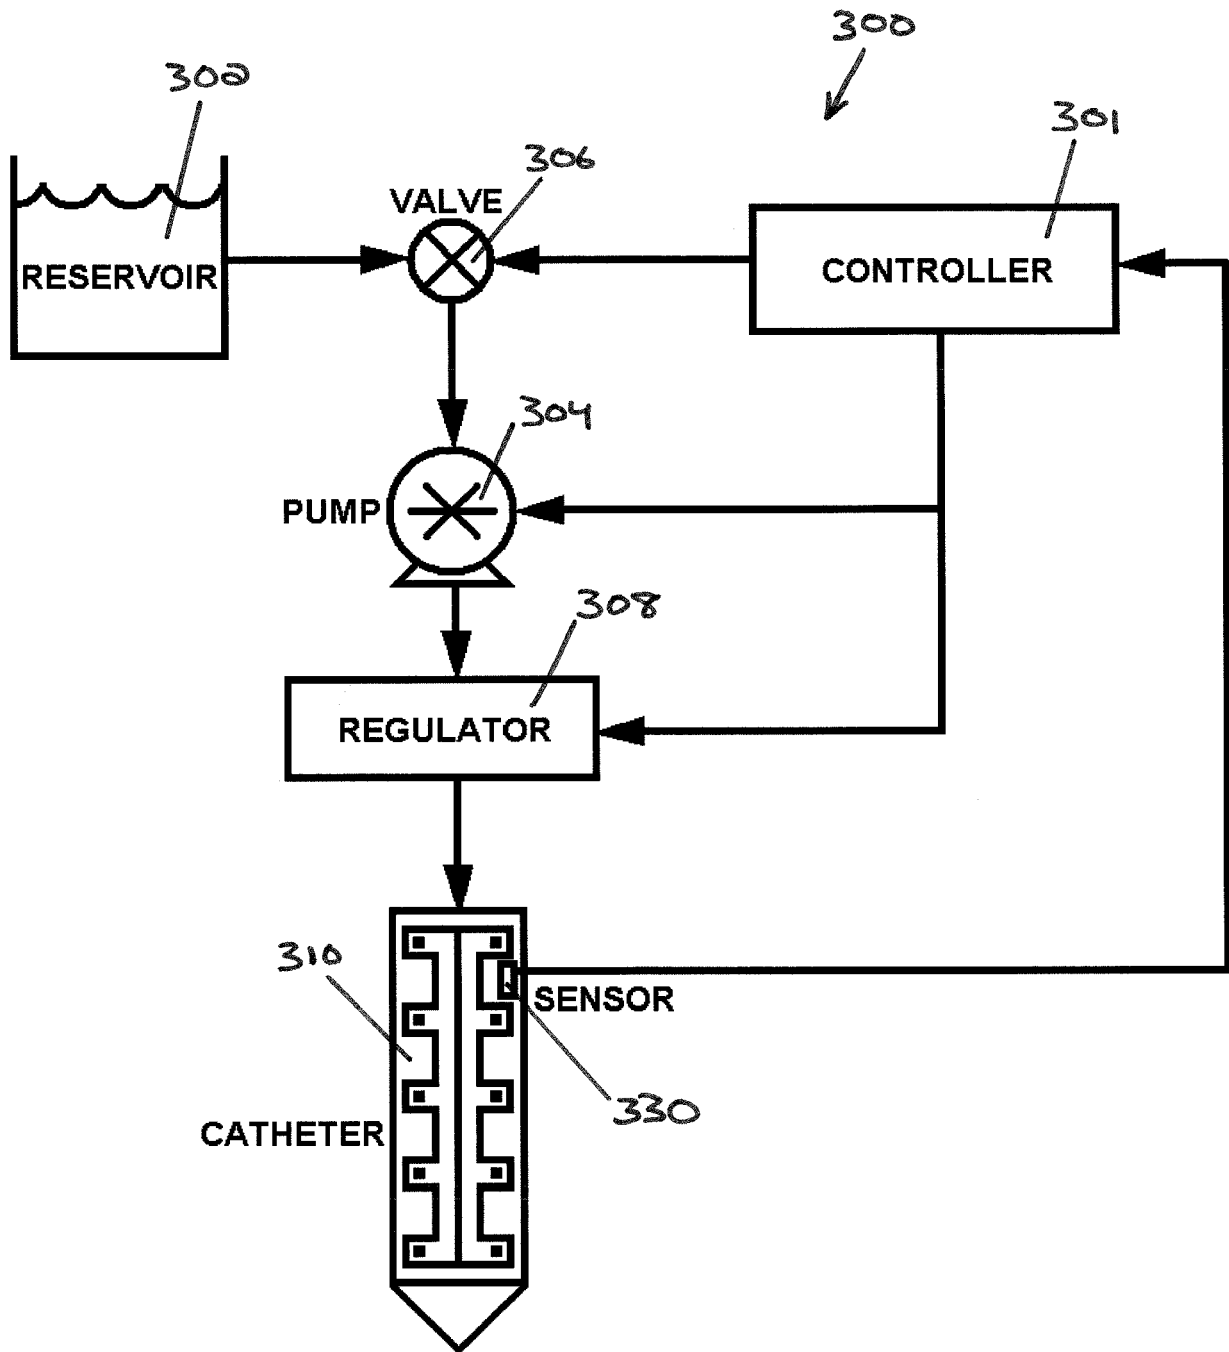 300
302
301
306
VALVE
RESERVOIR
CONTROLLER
304
PUMP
308
REGULATOR
310
SENSOR
330
CATHETER